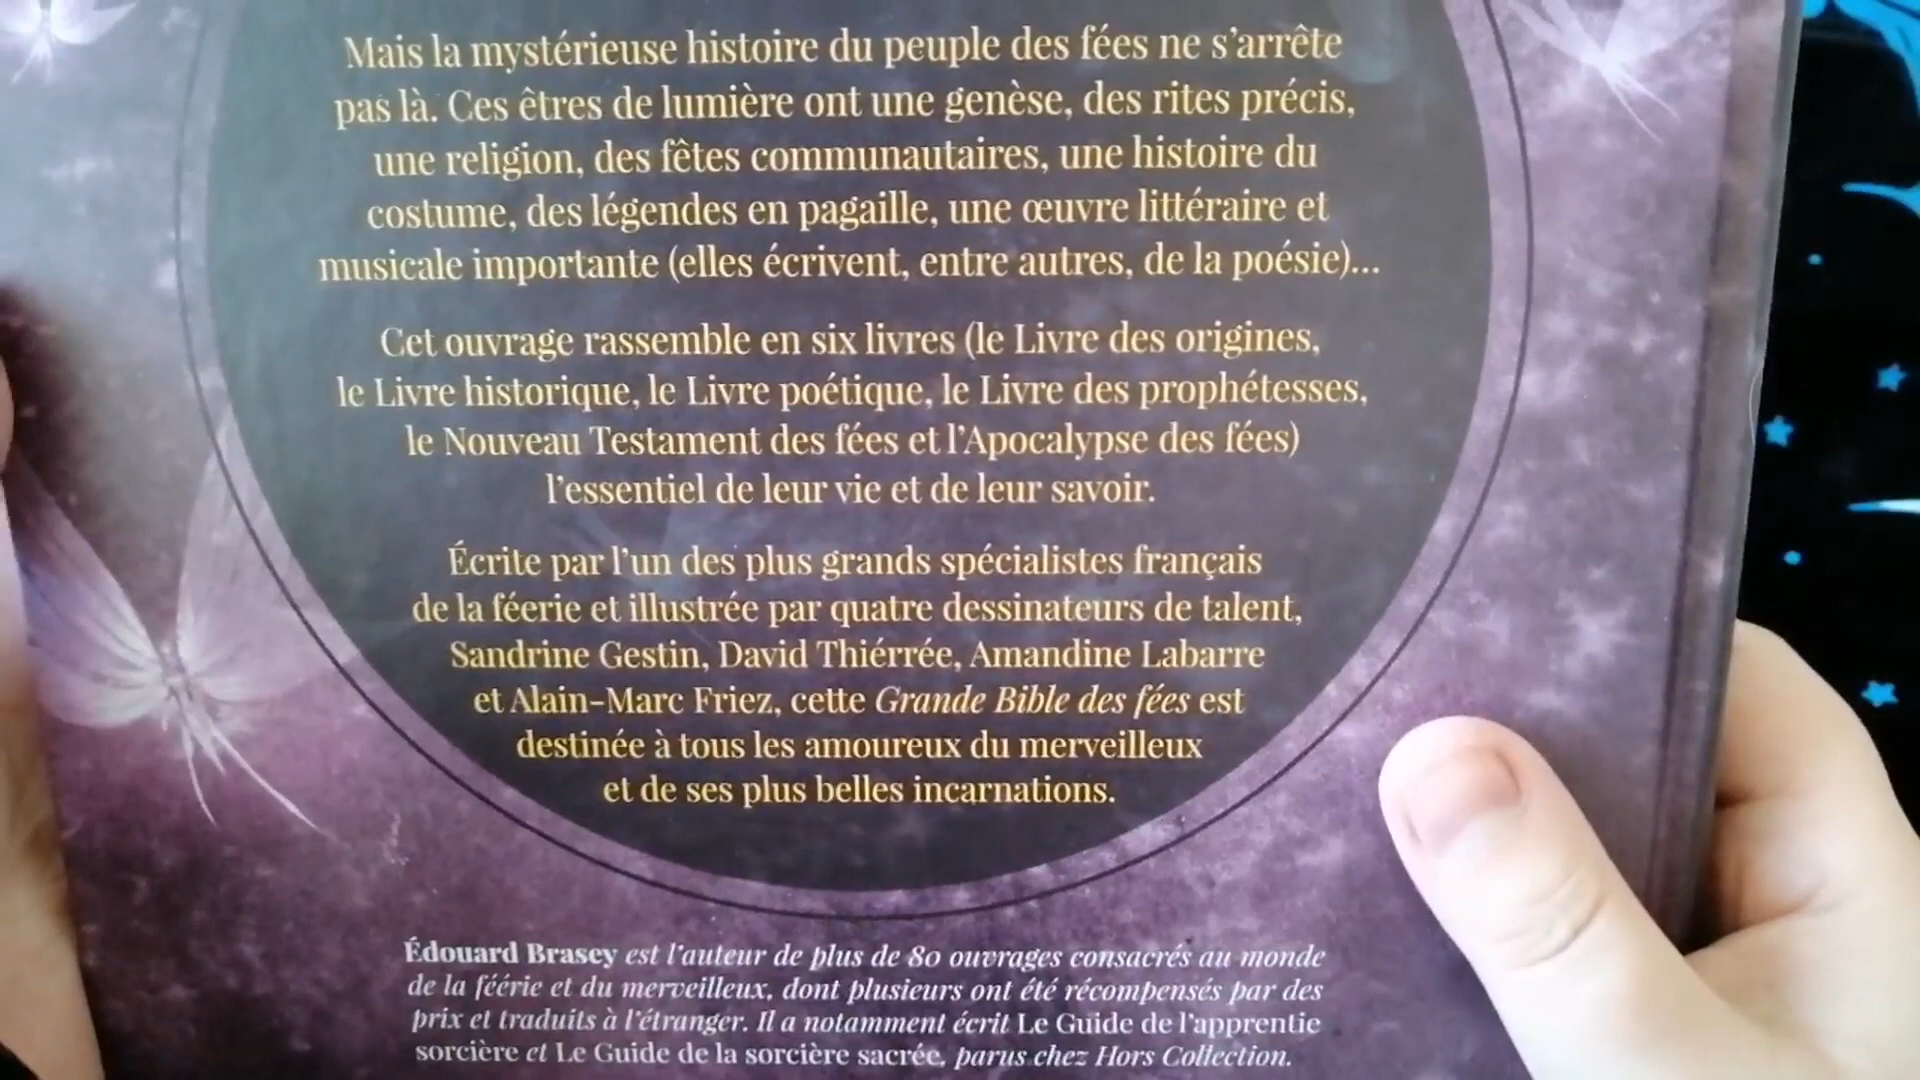 Mais la mystérieuse histoire du peuple des fées ne s'arrête
pas là. Ces êtres de lumière ont une genèse, des rites précis,
une religion, des fêtes communautaires, une histoire du
costume, des légendes en pagaille, une œuvre littéraire et
musicale importante (elles écrivent, entre autres, de la poésie)...
Cet ouvrage rassemble en six livres (le Livre des origines,
le Livre historique, le Livre poétique, le Livre des prophétesses,
le Nouveau Testament des fées et l'Apocalypse des fées)
l'essentiel de leur vie et de leur savoir.
Écrite par l'un des plus grands spécialistes français
de la féerie et illustrée par quatre dessinateurs de talent,
Sandrine Gestin, David Thiérrée, Amandine Labarre
et Alain-Marc Friez, cette Grande Bible des fées est
destinée à tous les amoureux du merveilleux
et de ses plus belles incarnations.
Édouard Brasey est l'auteur de plus de 80 ouvrages consacrés au monde
de la féérie et du merveilleux, dont plusieurs ont été récompensés par des
prix et traduits à l'étranger. Il a notamment écrit Le Guide de l'apprentie
sorcière et Le Guide de la sorcière sacrée, parus chez Hors Collection.